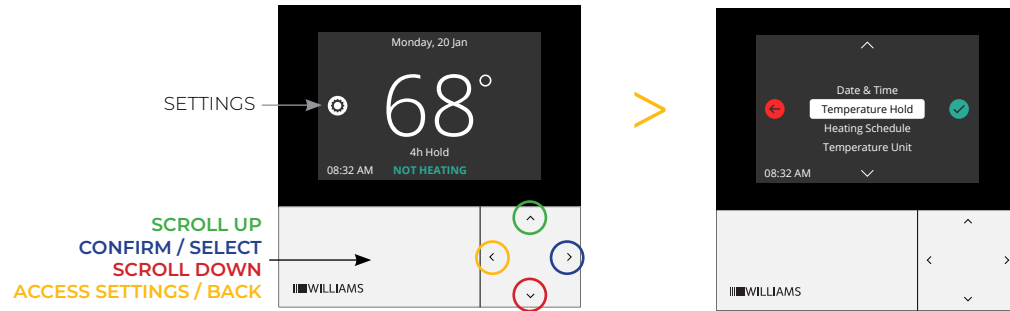 Monday, 20 Jan
SETTINGS
68°
4h Hold
08:32 AM NOT HEATING
SCROLL UP
CONFIRM / SELECT
SCROLL DOWN
ACCESS SETTINGS / BACK
WILLIAMS
>
Date & Time
Temperature Hold
Heating Schedule
Temperature Unit
08:32 AM
WILLIAMS